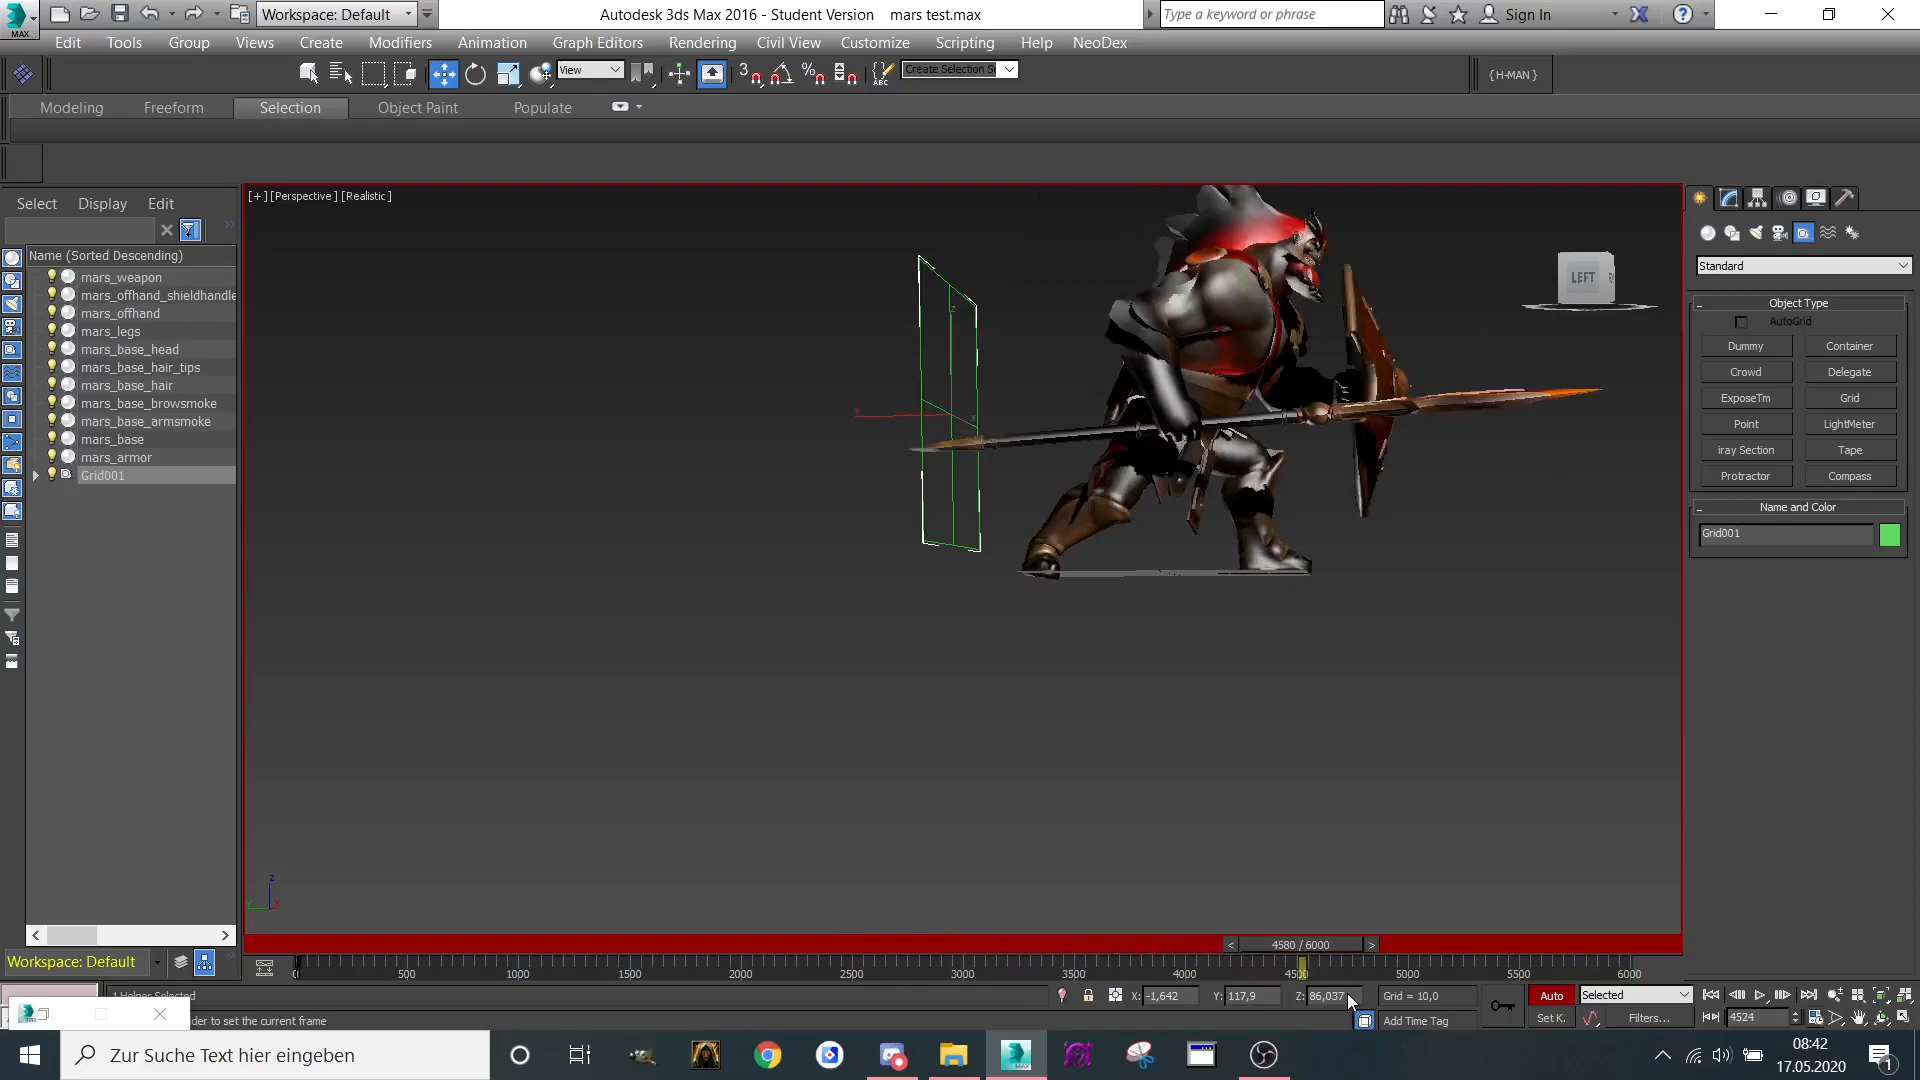 MAX
Workspace: Default
Autodesk 3ds Max 2016 - Student Version mars test.max
Type a keyword or phrase
Sign In
Edit Tools Group Views Create Modifiers Animation Graph Editors Rendering Civil View Customize Scripting Help NeoDex
View
3
%
ABC
Create Selection S
{ H-MAN }
Modeling Freeform Selection Object Paint Populate
Select Display Edit
[+] [Perspective ] [Realistic ]
Name (Sorted Descending)
mars_weapon
mars_offhand_shieldhandle
mars_offhand
mars_legs
mars_base_head
mars_base_hair_tips
mars_base_hair
mars_base_browsmoke
mars_base_armsmoke
mars_base
mars_armor
Grid001
z
x
LEFT
Standard
Object Type
AutoGrid
Dummy Container
Crowd Delegate
ExposeTm Grid
Point LightMeter
iray Section Tape
Protractor Compass
Name and Color
Grid001
z
< 4580 / 6000 >
Workspace: Default
0 500 1000 1500 2000 2500 3000 3500 4000 4500 5000 5500 6000
1 Helper Selected
X: -1,642 Y: 117,9 Z: 86,037 Grid = 10,0
Auto Selected
der to set the current frame
Add Time Tag
Set K. Filters... 4524
Zur Suche Text hier eingeben
MAX
08:42
17.05.2020
1